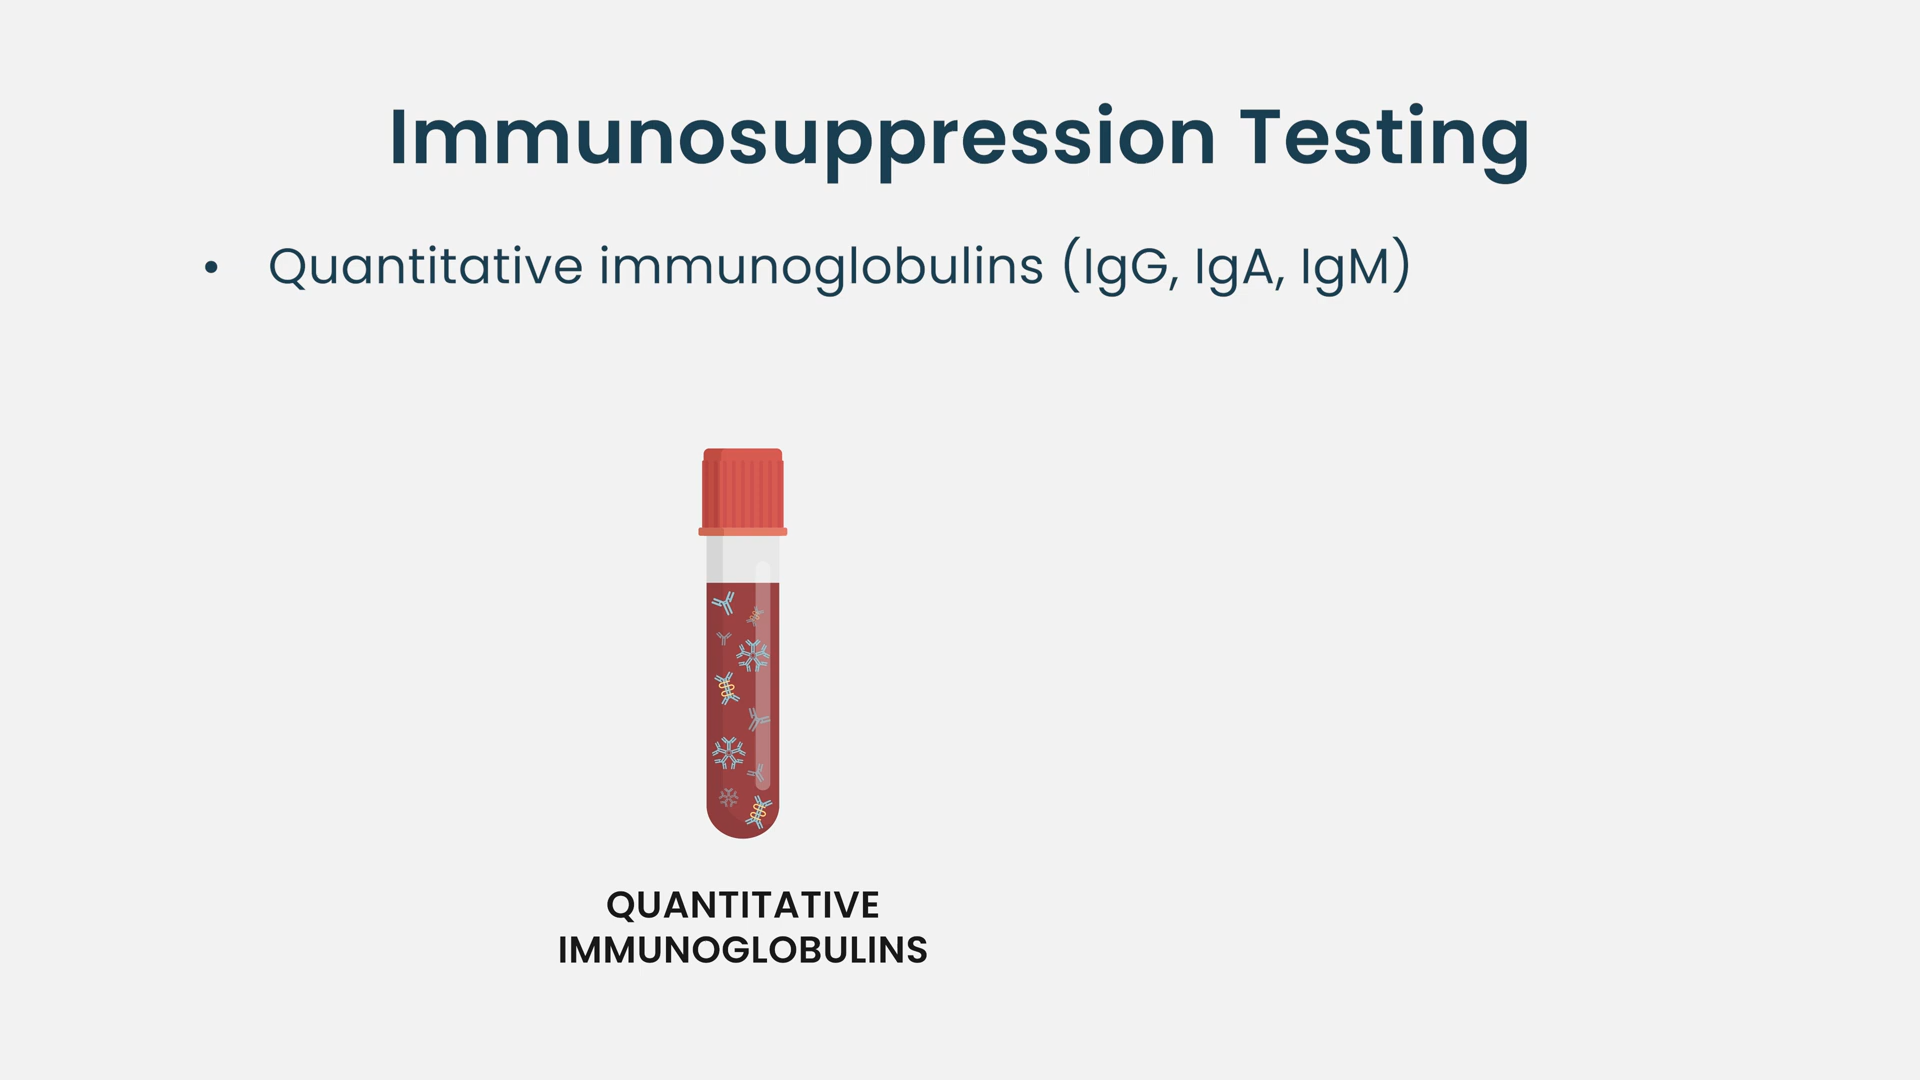 Immunosuppression Testing
• Quantitative immunoglobulins (IgG, IgA, IgM)
QUANTITATIVE
IMMUNOGLOBULINS